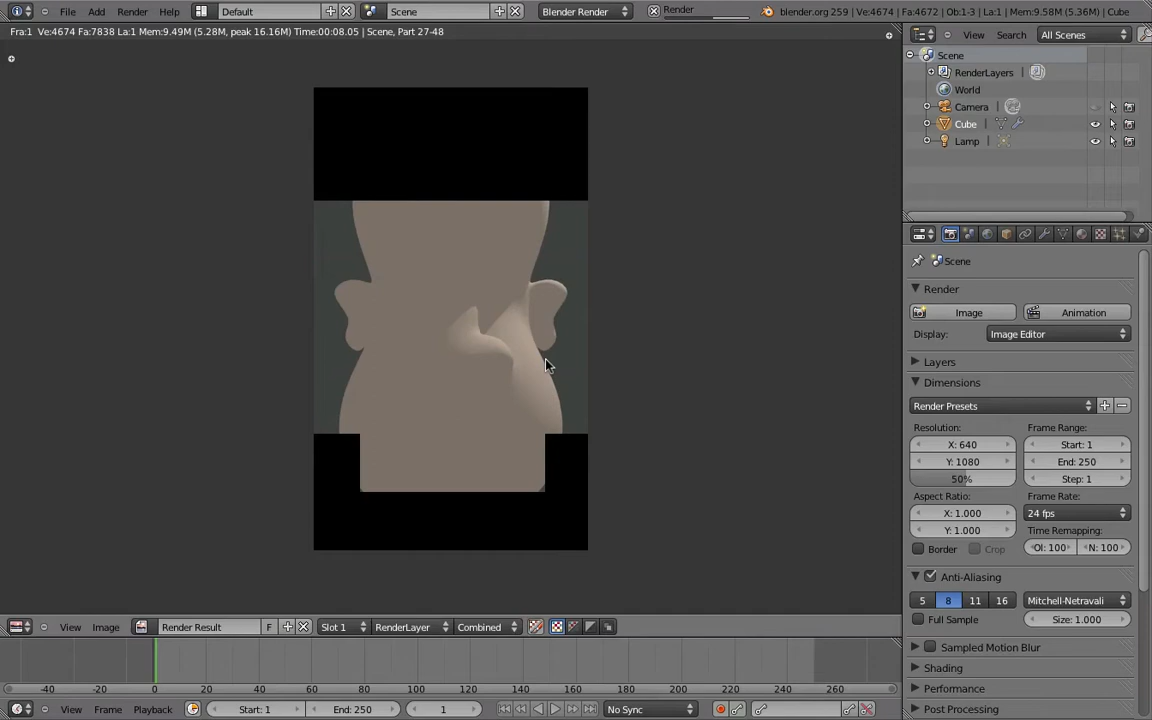 File Add Render Help Default Scene Blender Render Render blender.org 259 | Ve:4674 | Fa:4672 | Ob:1-3 | La:1 | Mem:9.58M (5.36M) | Cube
Fra:1 Ve:4674 Fa:7838 La:1 Mem:9.49M (5.28M, peak 16.16M) Time:00:08.05 | Scene, Part 27-48
View Search All Scenes
Scene
RenderLayers
World
Camera
Cube
Lamp
Scene
Render
Image Animation
Display: Image Editor
Layers
Dimensions
Render Presets
Resolution: Frame Range:
X: 640 Start: 1
Y: 1080 End: 250
50% Step: 1
Aspect Ratio: Frame Rate:
X: 1.000 24 fps
Y: 1.000 Time Remapping:
Border Crop Ol: 100 N: 100
Anti-Aliasing
5 8 11 16 Mitchell-Netravali
Full Sample Size: 1.000
Sampled Motion Blur
Shading
Performance
Post Processing
View Image Render Result F Slot 1 RenderLayer Combined
-40 -20 0 20 40 60 80 100 120 140 160 180 200 220 240 260
View Frame Playback Start: 1 End: 250 1 No Sync